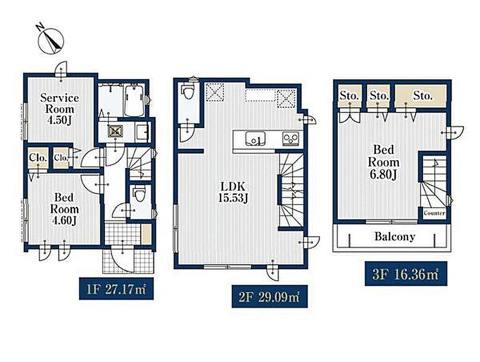 N
Service
Room
4.50J
Clo.
Clo.
Bed
Room
4.60J
1F 27.17㎡
LDK
15.53J
2F 29.09㎡
Sto.
Sto.
Sto.
Bed
Room
6.80J
Counter
Balcony
3F 16.36㎡